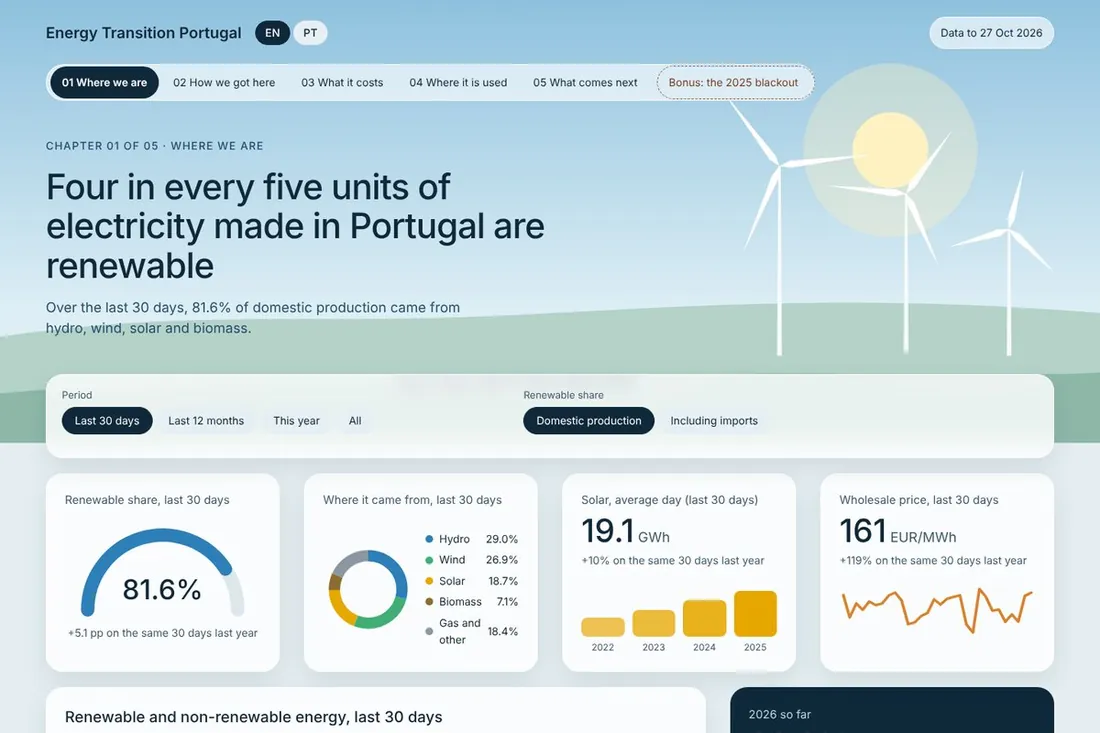 Energy Transition Portugal
EN
PT
Data to 27 Oct 2026
01 Where we are
02 How we got here
03 What it costs
04 Where it is used
05 What comes next
Bonus: the 2025 blackout
CHAPTER 01 OF 05 · WHERE WE ARE
Four in every five units of
electricity made in Portugal are
renewable
Over the last 30 days, 81.6% of domestic production came from
hydro, wind, solar and biomass.
Period
Last 30 days
Last 12 months
This year
All
Renewable share
Domestic production
Including imports
Renewable share, last 30 days
81.6%
+5.1 pp on the same 30 days last year
Where it came from, last 30 days
Hydro 29.0%
Wind 26.9%
Solar 18.7%
Biomass 7.1%
Gas and
other 18.4%
Solar, average day (last 30 days)
19.1 GWh
+10% on the same 30 days last year
2022
2023
2024
2025
Wholesale price, last 30 days
161 EUR/MWh
+119% on the same 30 days last year
Renewable and non-renewable energy, last 30 days
2026 so far